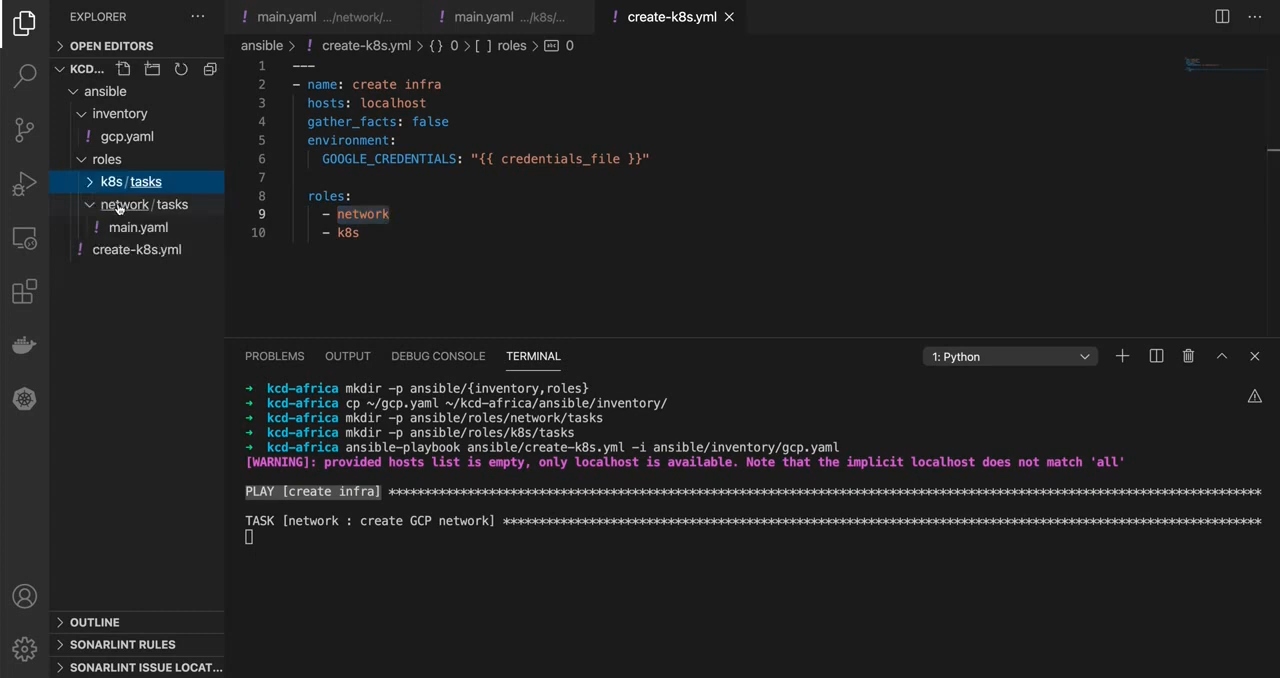 EXPLORER
OPEN EDITORS
KCD...
ansible
inventory
! gcp.yaml
roles
k8s / tasks
network / tasks
! main.yaml
! create-k8s.yml
OUTLINE
SONARLINT RULES
SONARLINT ISSUE LOCAT...
! main.yaml .../network/...
! main.yaml .../k8s/...
! create-k8s.yml
ansible > ! create-k8s.yml > {} 0 > [ ] roles > abc 0
1 ---
2 - name: create infra
3 hosts: localhost
4 gather_facts: false
5 environment:
6 GOOGLE_CREDENTIALS: "{{ credentials_file }}"
7
8 roles:
9 - network
10 - k8s
PROBLEMS OUTPUT DEBUG CONSOLE TERMINAL 1: Python
→ kcd-africa mkdir -p ansible/{inventory,roles}
→ kcd-africa cp ~/gcp.yaml ~/kcd-africa/ansible/inventory/
→ kcd-africa mkdir -p ansible/roles/network/tasks
→ kcd-africa mkdir -p ansible/roles/k8s/tasks
→ kcd-africa ansible-playbook ansible/create-k8s.yml -i ansible/inventory/gcp.yaml
[WARNING]: provided hosts list is empty, only localhost is available. Note that the implicit localhost does not match 'all'
PLAY [create infra] **********************************************************************************************************************
TASK [network : create GCP network] *******************************************************************************************************